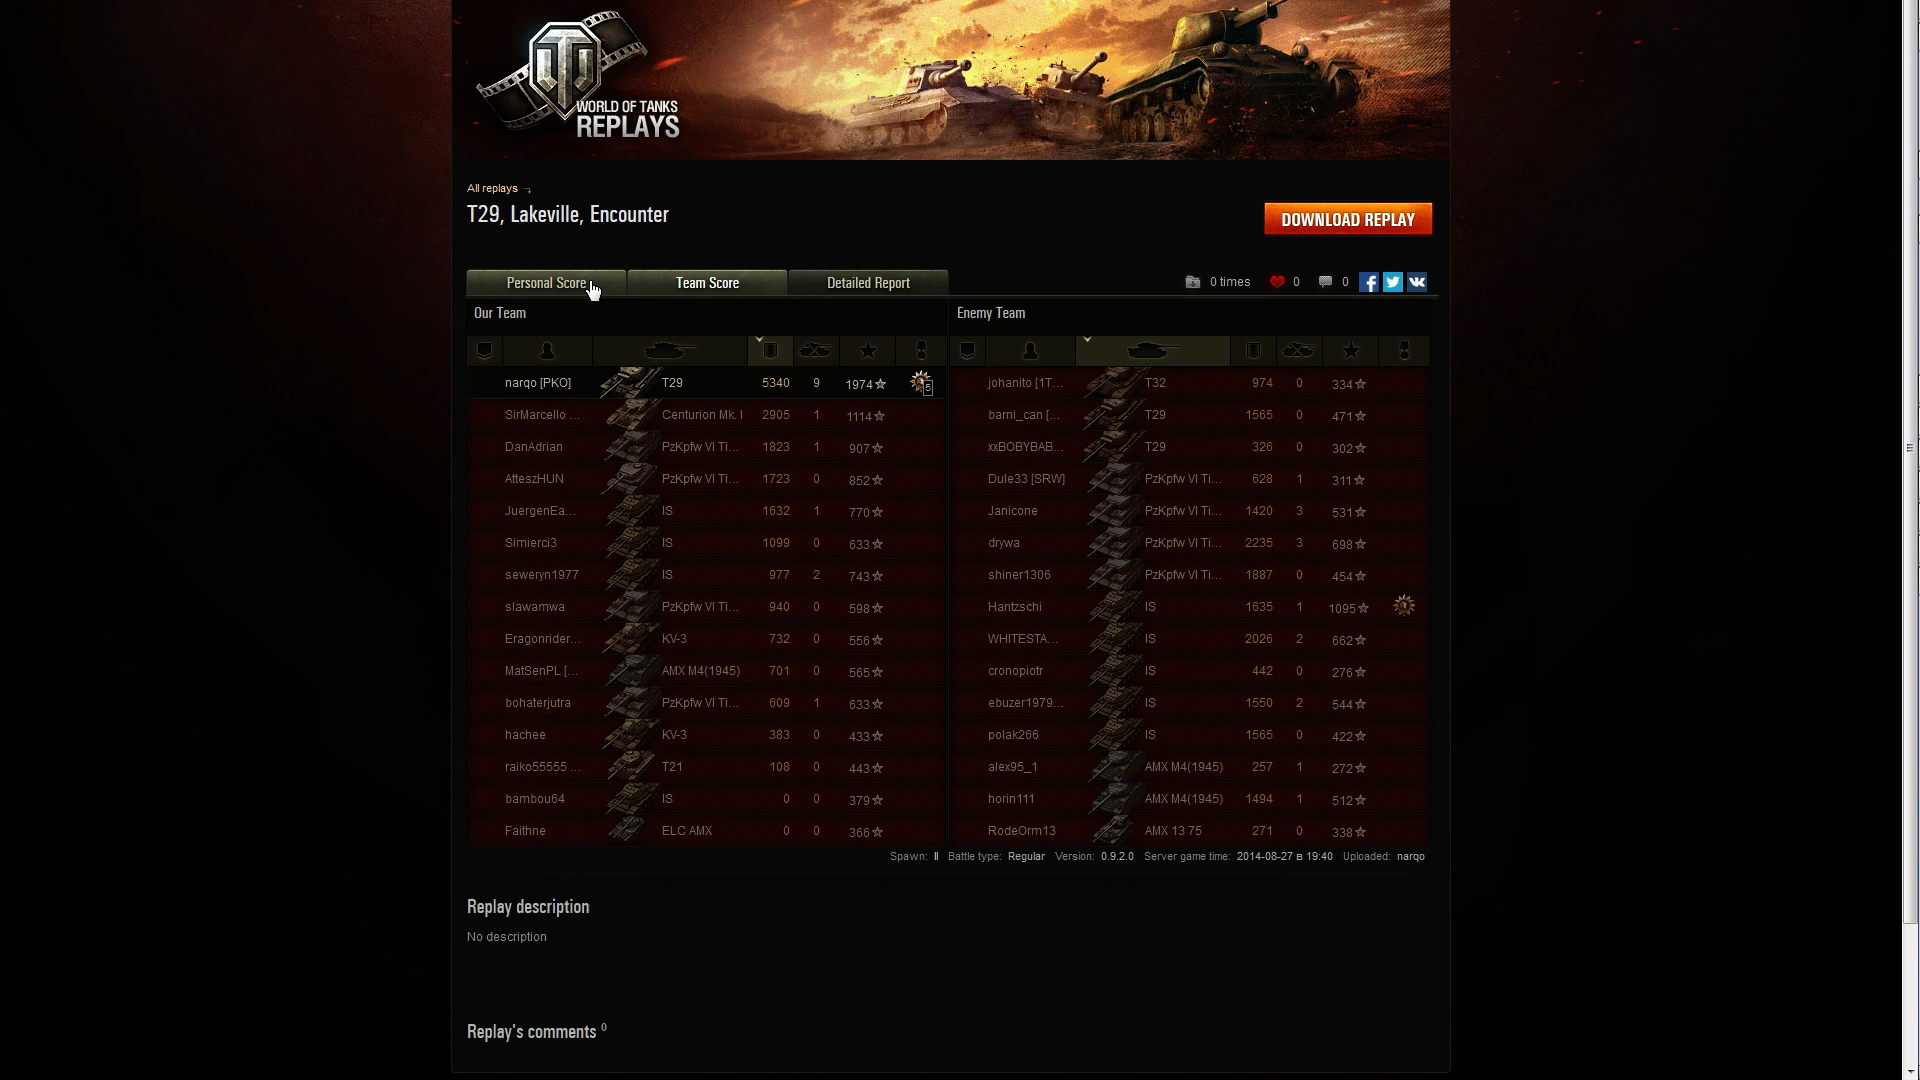 WORLD OF TANKS
REPLAYS
All replays
T29, Lakeville, Encounter
DOWNLOAD REPLAY
Personal Score
Team Score
Detailed Report
0 times
0
0
Our Team
Enemy Team
narqo [PKO] T29 5340 9 1974 5
SirMarcello ... Centurion Mk. I 2905 1 1114
DanAdrian PzKpfw VI Ti... 1823 1 907
AtteszHUN PzKpfw VI Ti... 1723 0 852
JuergenEa... IS 1632 1 770
Simierci3 IS 1099 0 633
seweryn1977 IS 977 2 743
slawamwa PzKpfw VI Ti... 940 0 598
Eragonrider... KV-3 732 0 556
MatSenPL [... AMX M4(1945) 701 0 565
bohaterjutra PzKpfw VI Ti... 609 1 633
hachee KV-3 383 0 433
raiko55555 ... T21 108 0 443
bambou64 IS 0 0 379
Faithne ELC AMX 0 0 366
johanito [1T... T32 974 0 334
barni_can [... T29 1565 0 471
xxBOBYBAB... T29 326 0 302
Dule33 [SRW] PzKpfw VI Ti... 628 1 311
Janicone PzKpfw VI Ti... 1420 3 531
drywa PzKpfw VI Ti... 2235 3 698
shiner1306 PzKpfw VI Ti... 1887 0 454
Hantzschi IS 1635 1 1095
WHITESTA... IS 2026 2 662
cronopiotr IS 442 0 276
ebuzer1979... IS 1550 2 544
polak266 IS 1565 0 422
alex95_1 AMX M4(1945) 257 1 272
horin111 AMX M4(1945) 1494 1 512
RodeOrm13 AMX 13 75 271 0 338
Spawn: II Battle type: Regular Version: 0.9.2.0 Server game time: 2014-08-27 в 19:40 Uploaded: narqo
Replay description
No description
Replay's comments 0